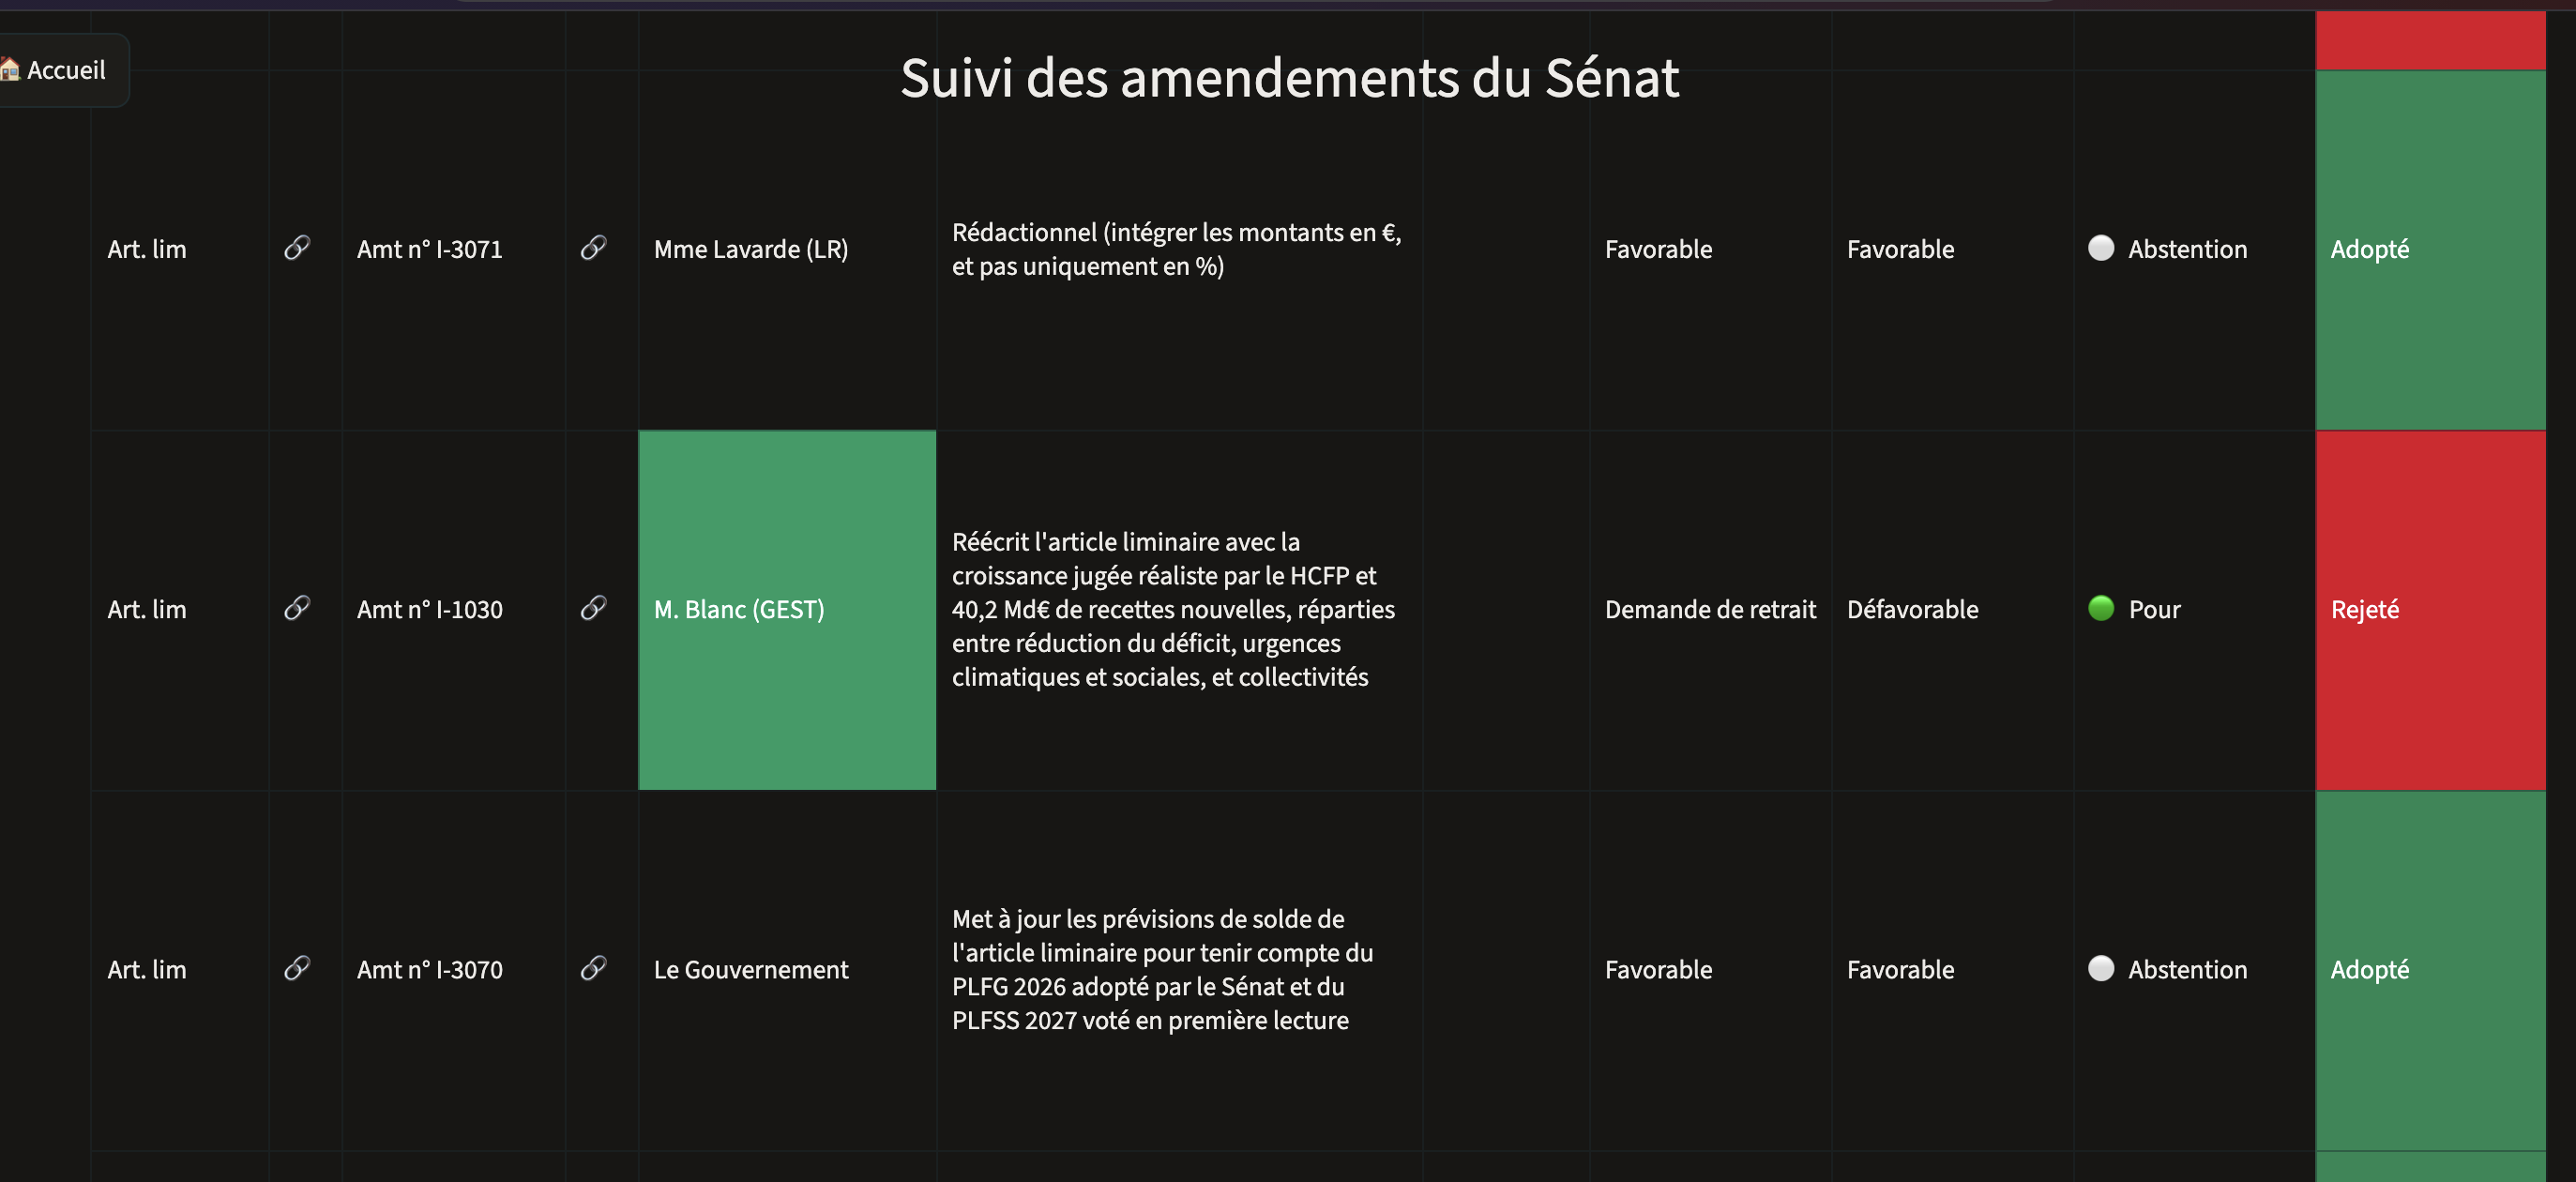 Accueil
Suivi des amendements du Sénat
Art. lim
Amt n° I-3071
Mme Lavarde (LR)
Rédactionnel (intégrer les montants en €,
et pas uniquement en %)
Favorable
Favorable
Abstention
Adopté
Art. lim
Amt n° I-1030
M. Blanc (GEST)
Réécrit l'article liminaire avec la
croissance jugée réaliste par le HCFP et
40,2 Md€ de recettes nouvelles, réparties
entre réduction du déficit, urgences
climatiques et sociales, et collectivités
Demande de retrait
Défavorable
Pour
Rejeté
Art. lim
Amt n° I-3070
Le Gouvernement
Met à jour les prévisions de solde de
l'article liminaire pour tenir compte du
PLFG 2026 adopté par le Sénat et du
PLFSS 2027 voté en première lecture
Favorable
Favorable
Abstention
Adopté